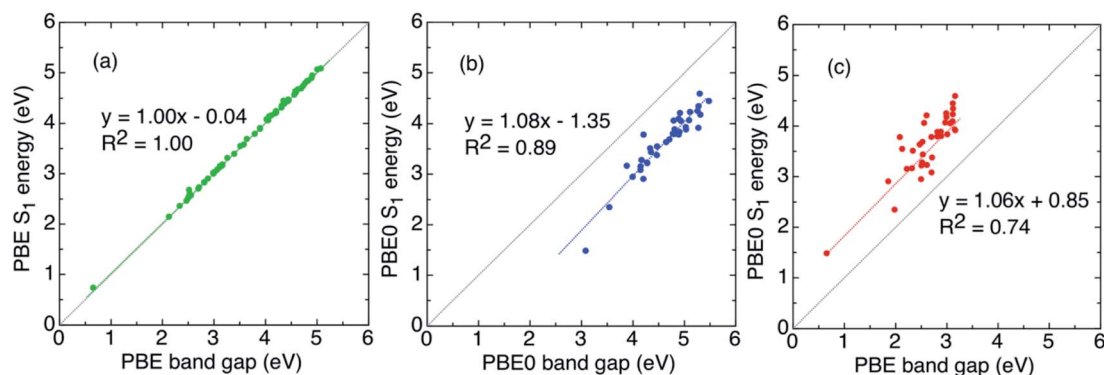 (a)
y = 1.00x - 0.04
R² = 1.00
PBE S₁ energy (eV)
6
5
4
3
2
1
0
0 1 2 3 4 5 6
PBE band gap (eV)
(b)
y = 1.08x - 1.35
R² = 0.89
PBE0 S₁ energy (eV)
6
5
4
3
2
1
0
0 1 2 3 4 5 6
PBE0 band gap (eV)
(c)
y = 1.06x + 0.85
R² = 0.74
PBE0 S₁ energy (eV)
6
5
4
3
2
1
0
0 1 2 3 4 5 6
PBE band gap (eV)